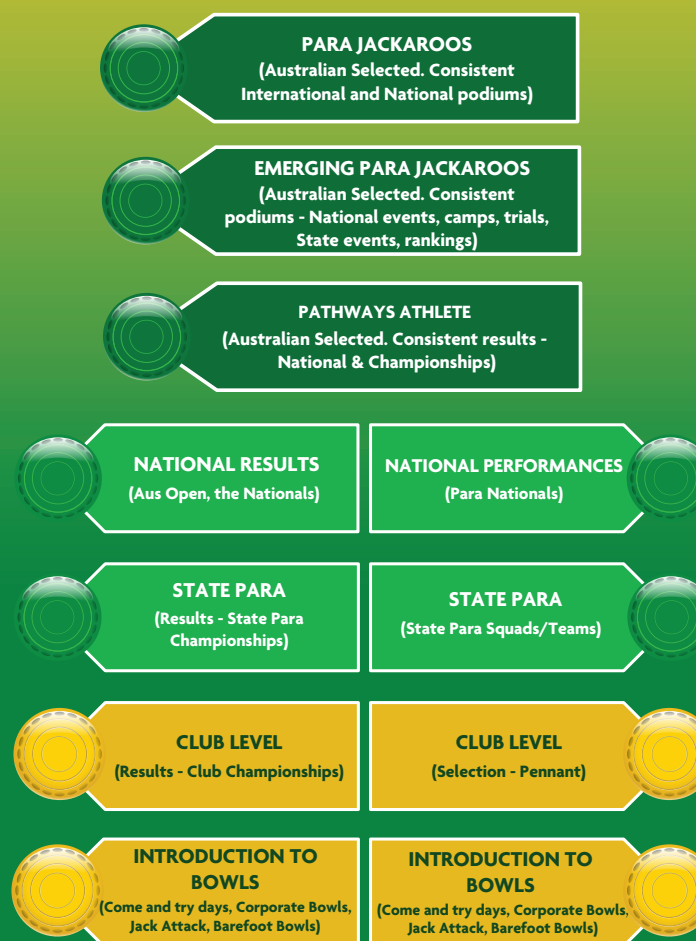 PARA JACKAROOS
(Australian Selected. Consistent
International and National podiums)
EMERGING PARA JACKAROOS
(Australian Selected. Consistent
podiums - National events, camps, trials,
State events, rankings)
PATHWAYS ATHLETE
(Australian Selected. Consistent results -
National & Championships)
NATIONAL RESULTS
(Aus Open, the Nationals)
NATIONAL PERFORMANCES
(Para Nationals)
STATE PARA
(Results - State Para
Championships)
STATE PARA
(State Para Squads/Teams)
CLUB LEVEL
(Results - Club Championships)
CLUB LEVEL
(Selection - Pennant)
INTRODUCTION TO
BOWLS
(Come and try days, Corporate Bowls,
Jack Attack, Barefoot Bowls)
INTRODUCTION TO
BOWLS
(Come and try days, Corporate Bowls,
Jack Attack, Barefoot Bowls)